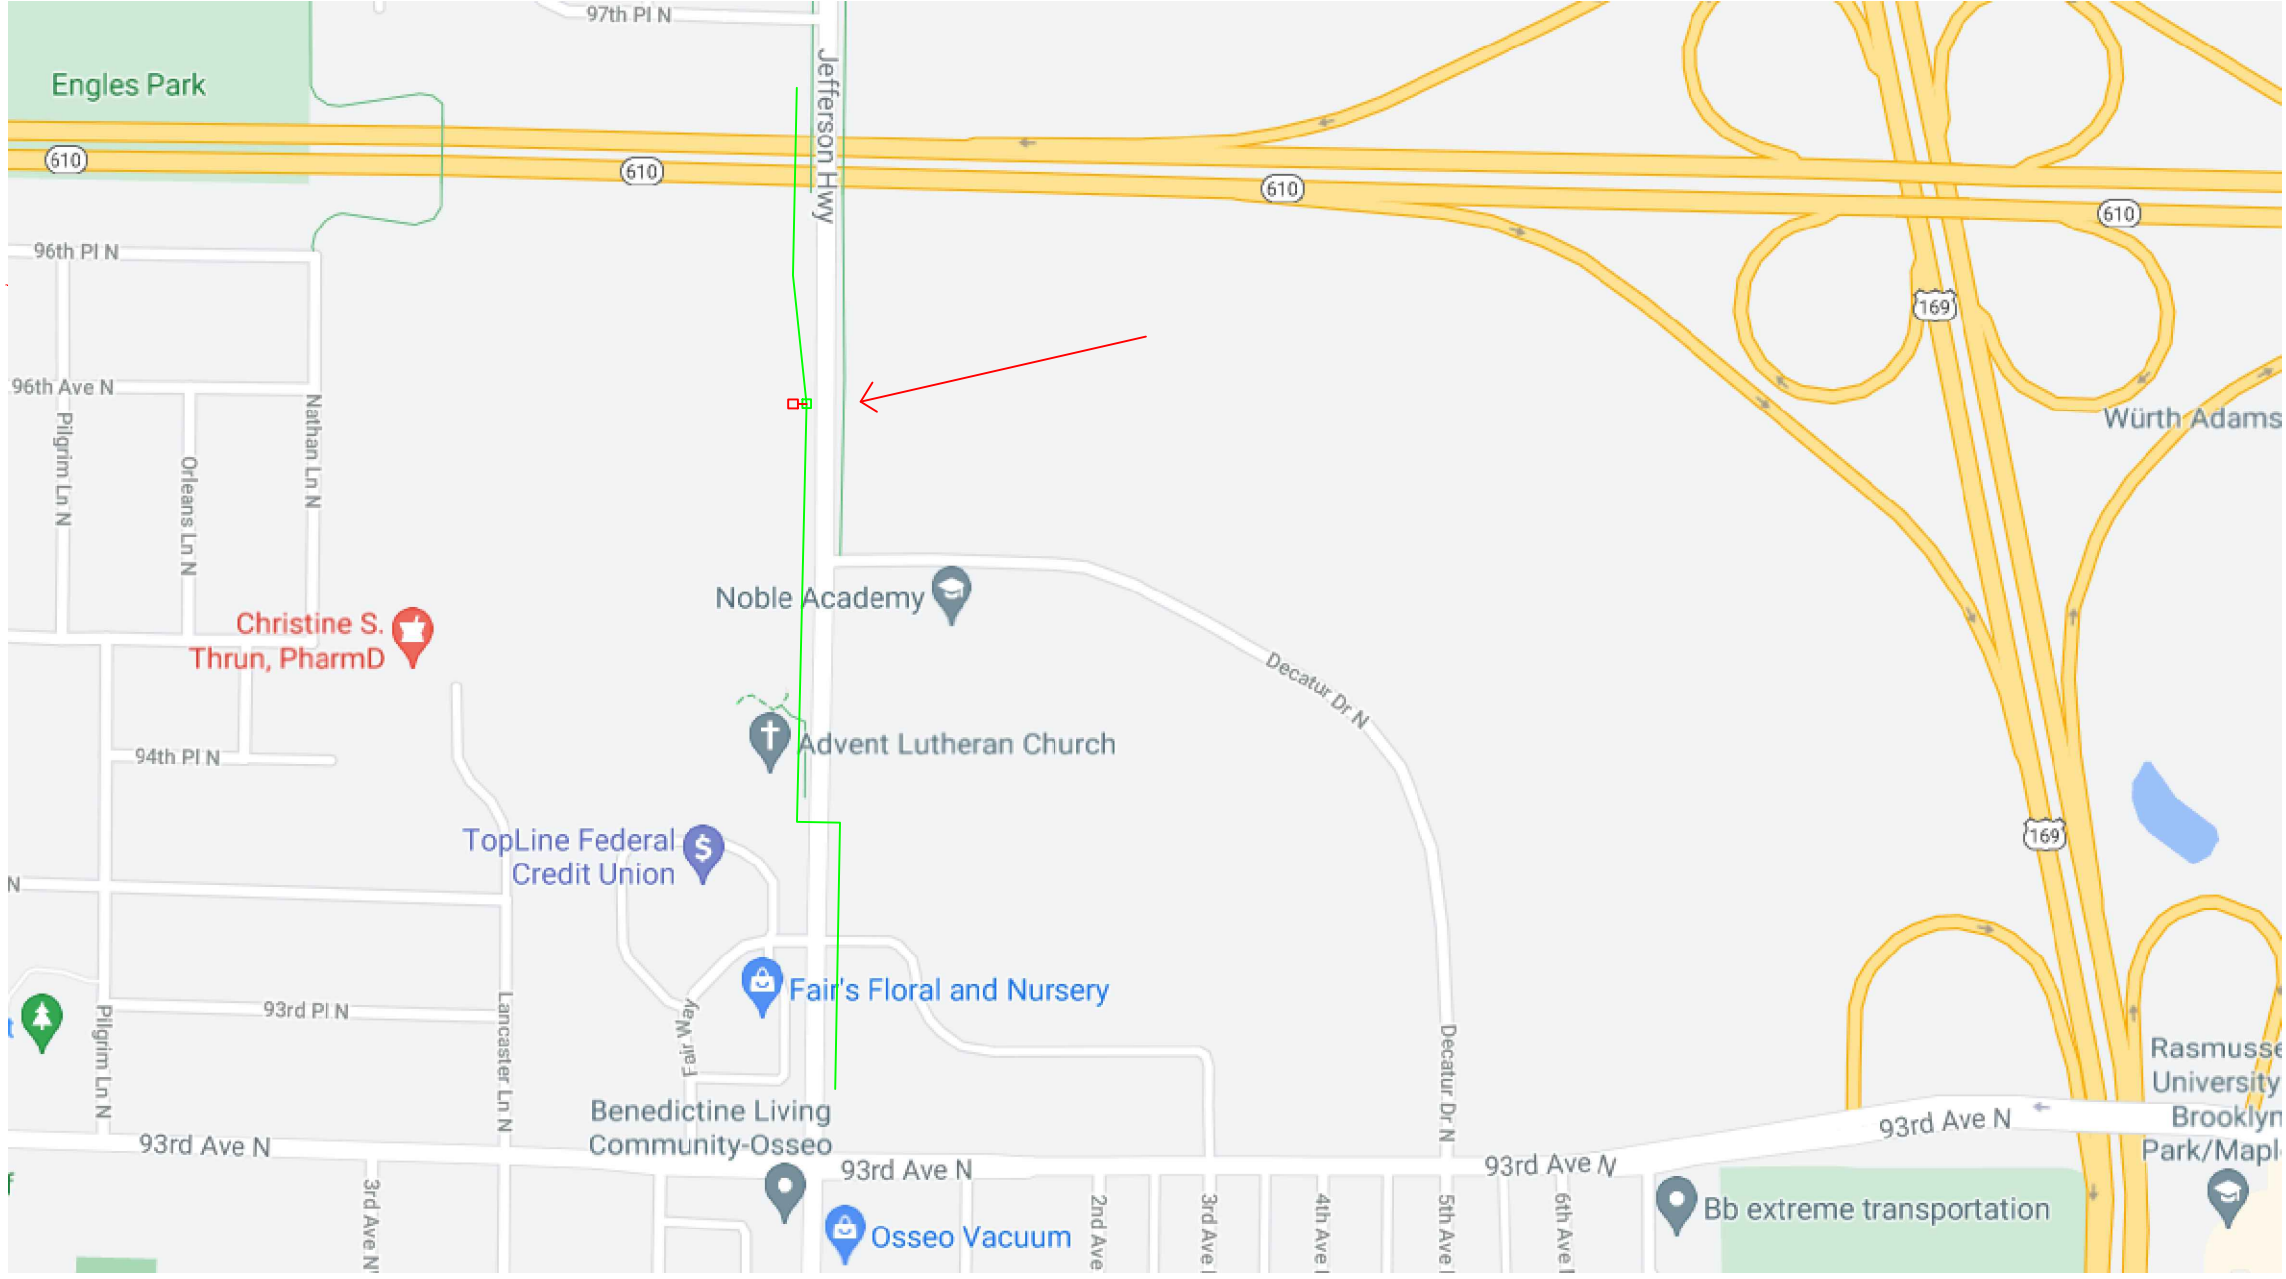 97th Pl N
Jefferson Hwy
Engles Park
610
610
610
610
96th Pl N
169
96th Ave N
Würth Adams
Pilgrim Ln N
Orleans Ln N
Nathan Ln N
Noble Academy
Christine S.
Thrun, PharmD
Decatur Dr N
Advent Lutheran Church
94th Pl N
TopLine Federal
Credit Union
169
N
Fair's Floral and Nursery
93rd Pl N
Pilgrim Ln N
Lancaster Ln N
Fair Way
Decatur Dr N
Rasmusse
University
Brooklyn
Park/Mapl
Benedictine Living
Community-Osseo
93rd Ave N
93rd Ave N
93rd Ave N
93rd Ave N
3rd Ave N
2nd Ave
3rd Ave
4th Ave
5th Ave
6th Ave
Bb extreme transportation
Osseo Vacuum